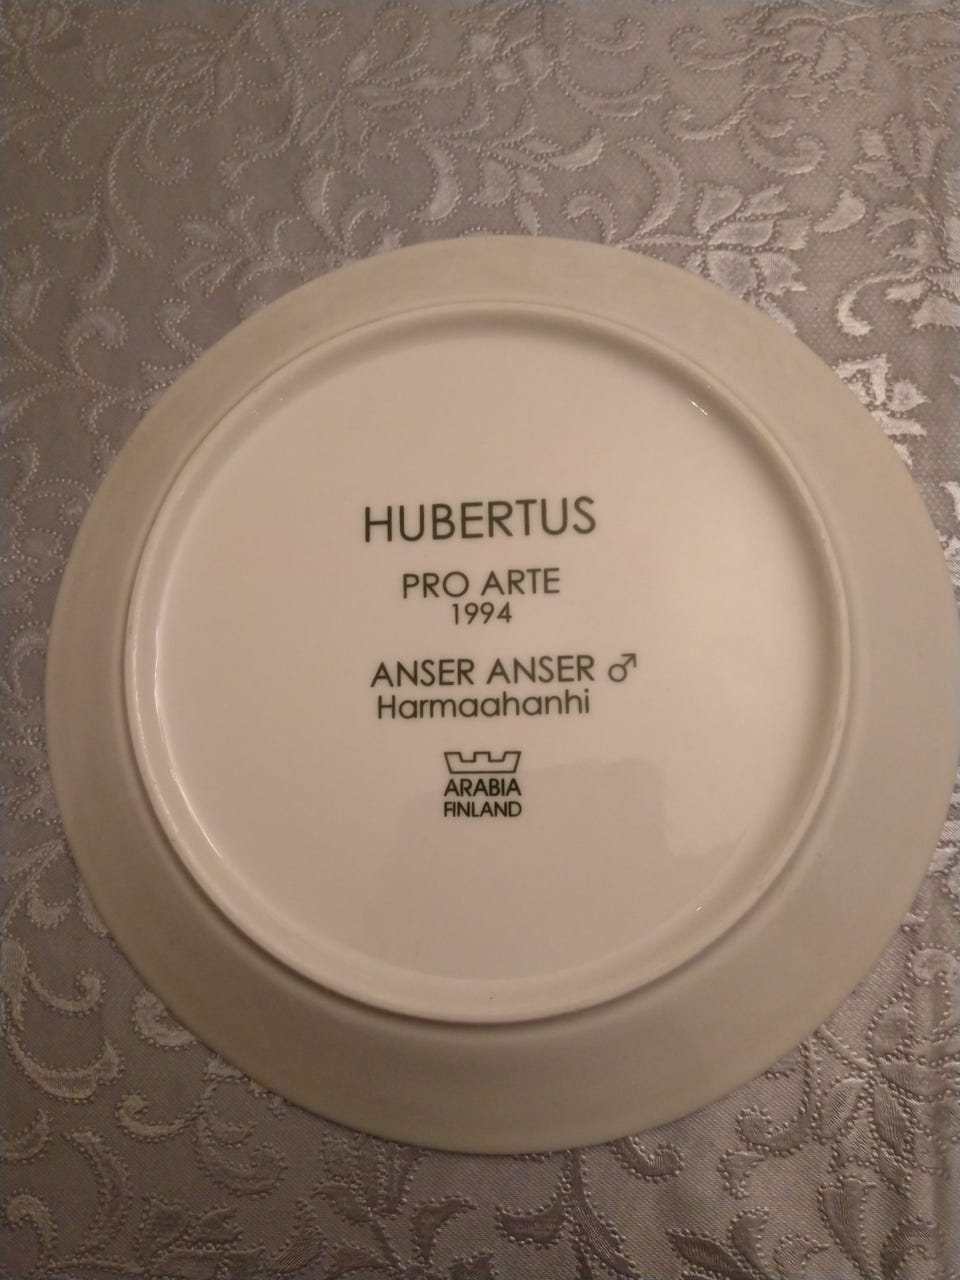 HUBERTUS
PRO ARTE
1994
ANSER ANSER ♂
Harmaahanhi
ARABIA
FINLAND